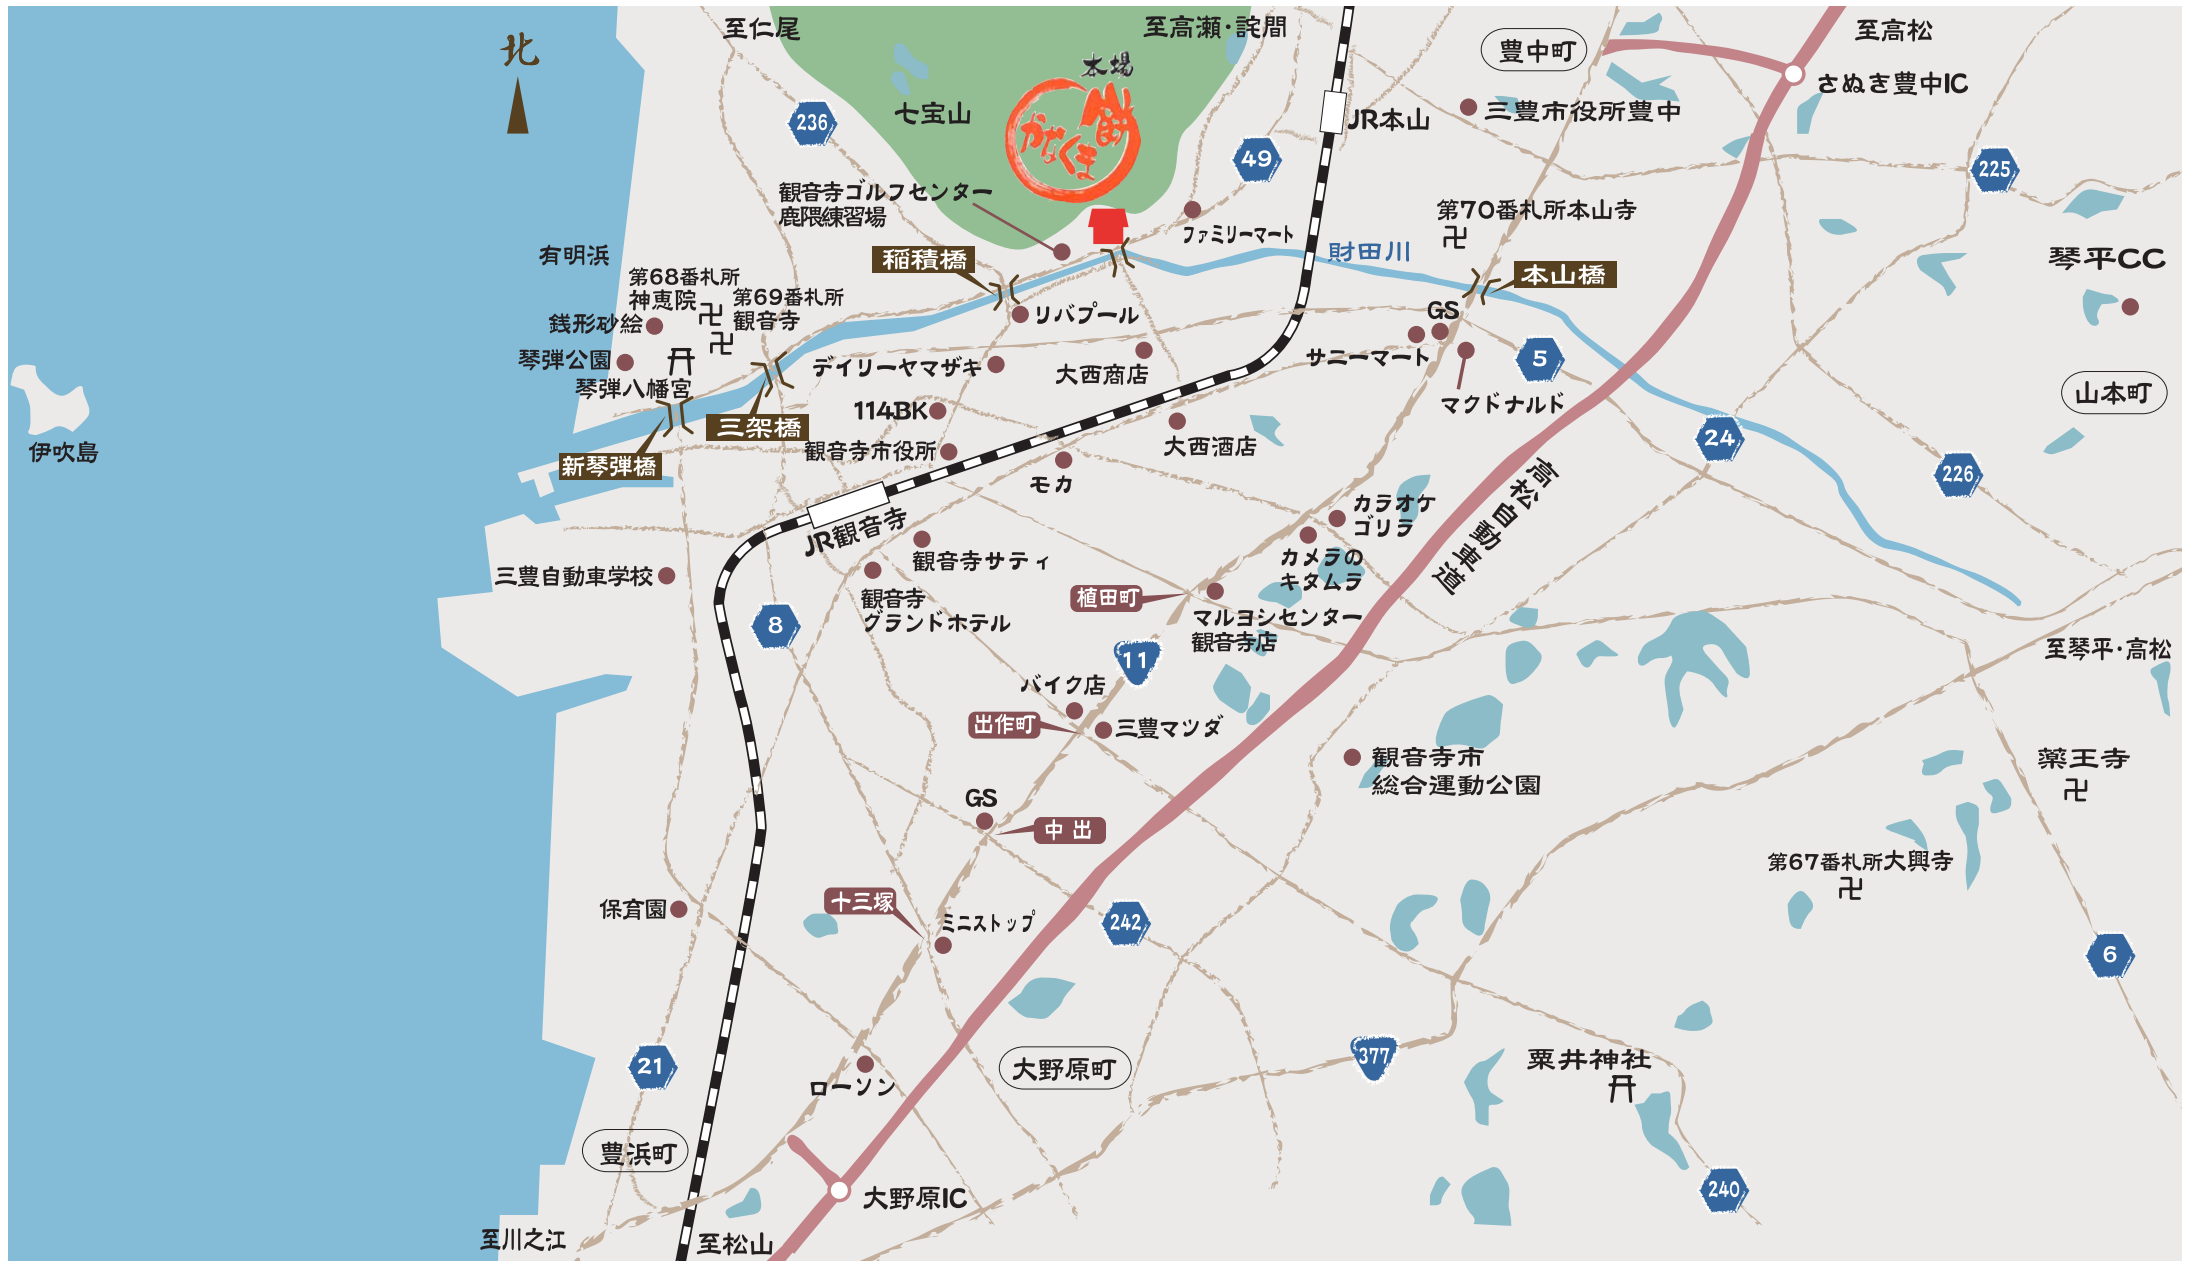 至仁尾
至高瀬・詫間
至高松
北
豊中町
本場
かなくま
餅
さぬき豊中IC
三豊市役所豊中
七宝山
JR本山
236
49
225
観音寺ゴルフセンター
鹿隈練習場
第70番札所本山寺
卍
ファミリーマート
財田川
琴平CC
有明浜
稲積橋
本山橋
第68番札所
神恵院
卍
第69番札所
観音寺
卍
GS
リバプール
銭形砂絵
琴弾公園
琴弾八幡宮
デイリーヤマザキ
大西商店
サニーマート
5
マクドナルド
山本町
114BK
三架橋
大西酒店
24
伊吹島
新琴弾橋
観音寺市役所
モカ
226
高松自動車道
カラオケ
ゴリラ
JR観音寺
観音寺サティ
カメラの
キタムラ
三豊自動車学校
観音寺
グランドホテル
植田町
マルヨシセンター
観音寺店
8
11
至琴平・高松
バイク店
出作町
三豊マツダ
観音寺市
総合運動公園
薬王寺
卍
GS
中出
第67番札所大興寺
卍
十三塚
保育園
ミニストップ
242
6
21
ローソン
大野原町
377
粟井神社
豊浜町
大野原IC
240
至川之江
至松山